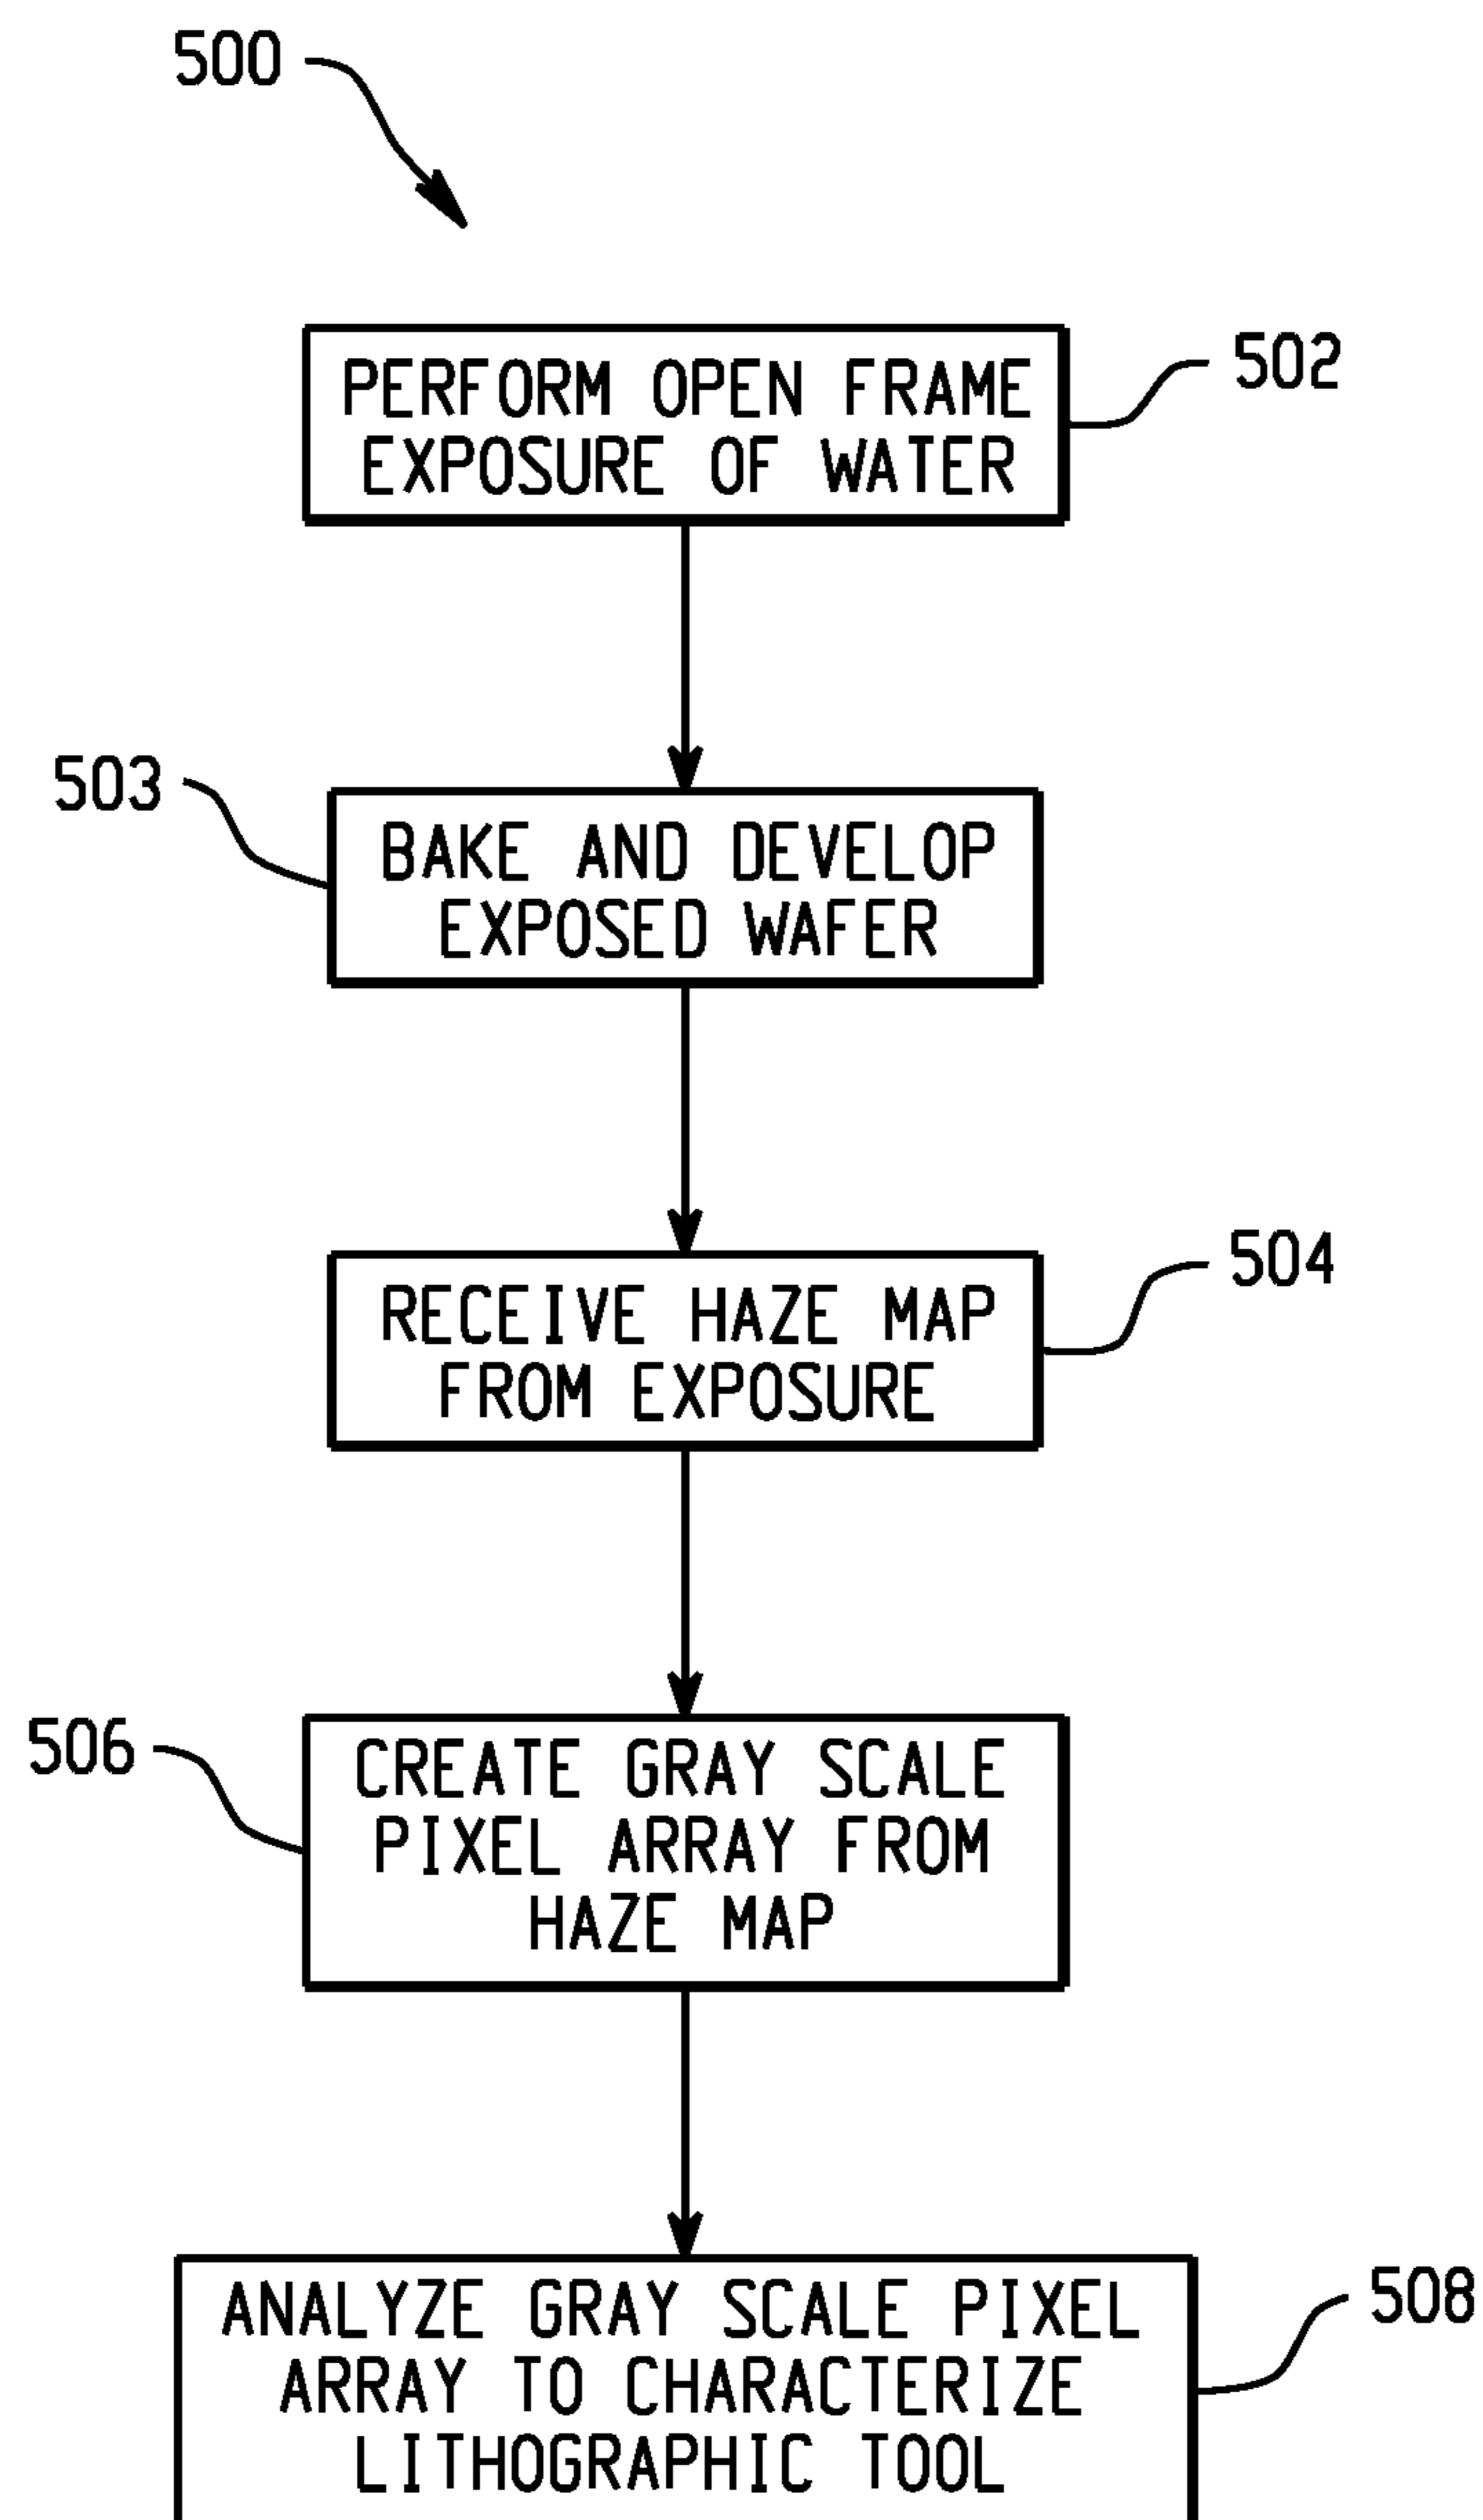 500
PERFORM OPEN FRAME
EXPOSURE OF WATER
502
503
BAKE AND DEVELOP
EXPOSED WAFER
RECEIVE HAZE MAP
FROM EXPOSURE
504
506
CREATE GRAY SCALE
PIXEL ARRAY FROM
HAZE MAP
ANALYZE GRAY SCALE PIXEL
ARRAY TO CHARACTERIZE
LITHOGRAPHIC TOOL
508